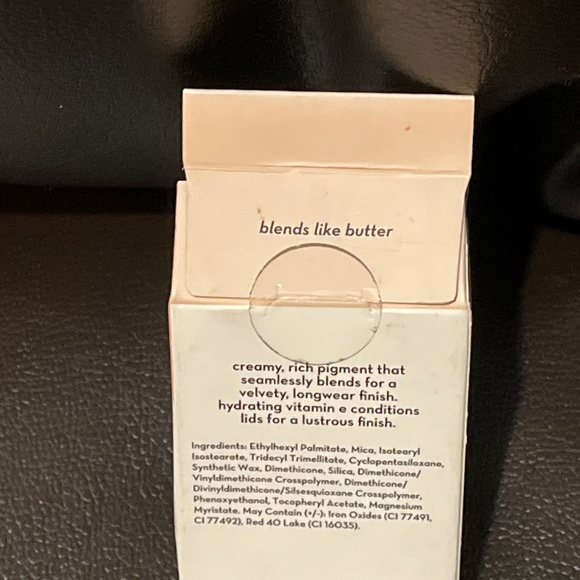 blends like butter
creamy, rich pigment that
seamlessly blends for a
velvety, longwear finish.
hydrating vitamin e conditions
lids for a lustrous finish.
Ingredients: Ethylhexyl Palmitate, Mica, Isotearyl
Isostearate, Tridecyl Trimellitate, Cyclopentasiloxane,
Synthetic Wax, Dimethicone, Silica, Dimethicone/
Vinyldimethicone Crosspolymer, Dimethicone/
Divinyldimethicone/Silsesquioxane Crosspolymer,
Phenoxyethanol, Tocopheryl Acetate, Magnesium
Myristate. May Contain (+/-): Iron Oxides (CI 77491,
CI 77492), Red 40 Lake (CI 16035).